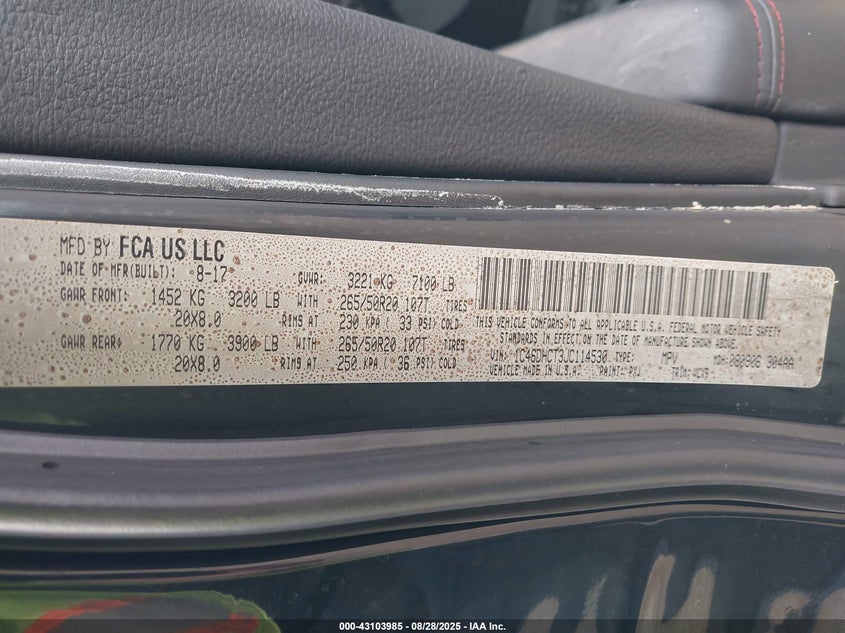 MFD BY FCA US LLC
DATE OF MFR(BUILT): 8-17 GVWR: 3221 KG 7100 LB
GAWR FRONT: 1452 KG 3200 LB WITH 265/50R20 107T TIRES
20X8.0 RIMS AT 230 KPA ( 33 PSI) COLD
GAWR REAR: 1770 KG 3900 LB WITH 265/50R20 107T TIRES
20X8.0 RIMS AT 250 KPA ( 36 PSI) COLD
THIS VEHICLE CONFORMS TO ALL APPLICABLE U.S.A. FEDERAL MOTOR VEHICLE SAFETY
STANDARDS IN EFFECT ON THE DATE OF MANUFACTURE SHOWN ABOVE.
VIN: TYPE: MPV MDH: 080906 304AA
VEHICLE MADE IN U.S.A. PAINT: PXJ TRIM:
000-43103985 - 08/28/2025 - IAA Inc.